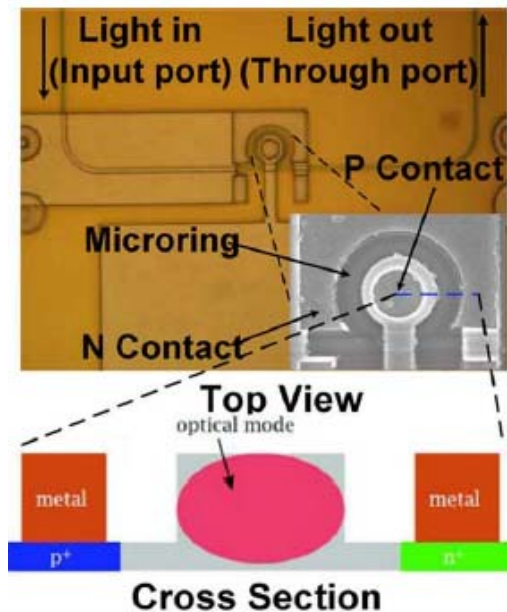 Light in Light out
(Input port) (Through port)
P Contact
Microring
N Contact
Top View
optical mode
metal metal
p+ n+
Cross Section